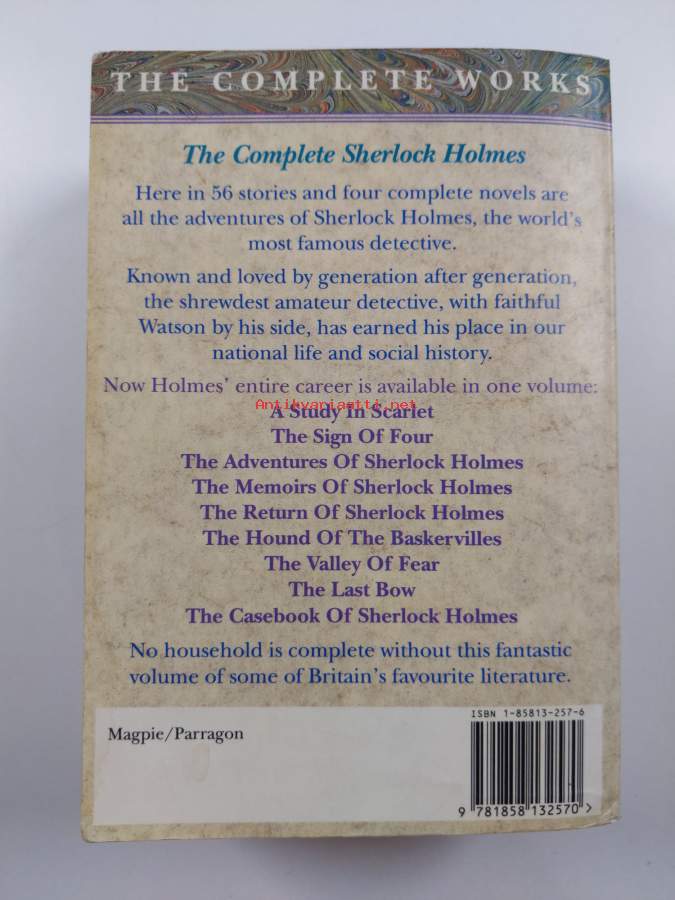 THE COMPLETE WORKS
The Complete Sherlock Holmes
Here in 56 stories and four complete novels are
all the adventures of Sherlock Holmes, the world's
most famous detective.
Known and loved by generation after generation,
the shrewdest amateur detective, with faithful
Watson by his side, has earned his place in our
national life and social history.
Now Holmes' entire career is available in one volume:
Antikvariaatti.net
A Study In Scarlet
The Sign Of Four
The Adventures Of Sherlock Holmes
The Memoirs Of Sherlock Holmes
The Return Of Sherlock Holmes
The Hound Of The Baskervilles
The Valley Of Fear
The Last Bow
The Casebook Of Sherlock Holmes
No household is complete without this fantastic
volume of some of Britain's favourite literature.
ISBN 1-85813-257-6
Magpie/Parragon
9 781858 132570 >